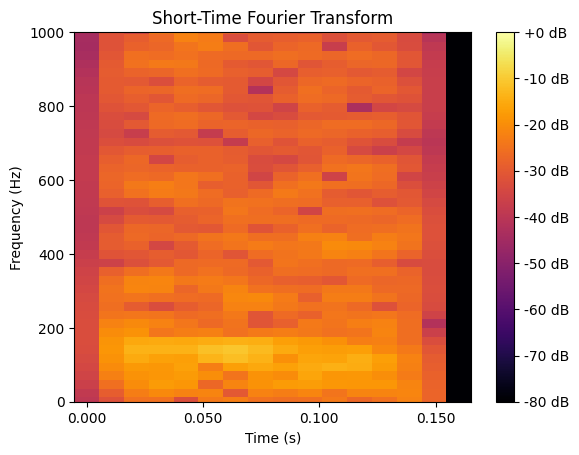 Short-Time Fourier Transform
1000
800
600
400
200
0
Frequency (Hz)
0.000
0.050
0.100
0.150
Time (s)
+0 dB
-10 dB
-20 dB
-30 dB
-40 dB
-50 dB
-60 dB
-70 dB
-80 dB